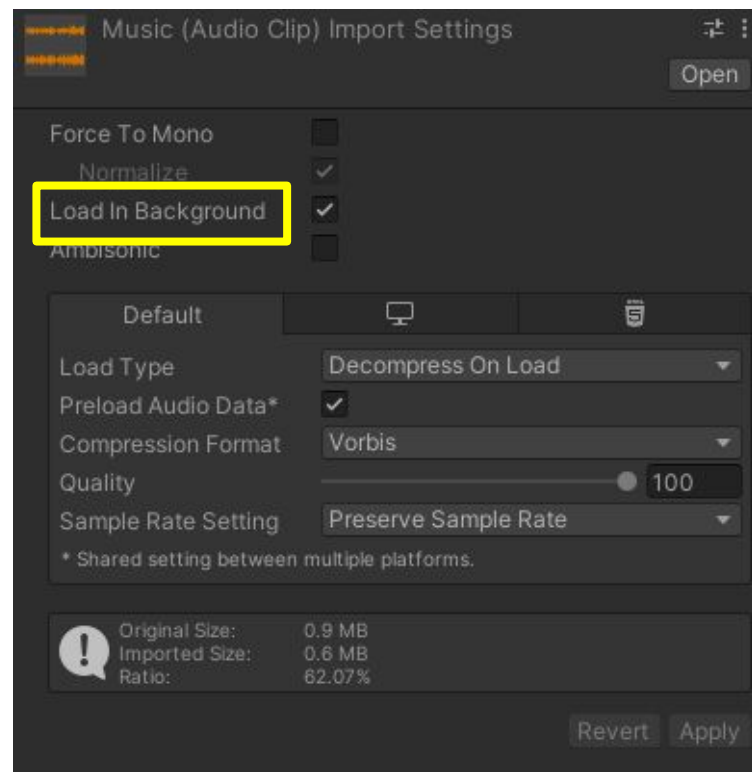 Music (Audio Clip) Import Settings
Open
Force To Mono
Normalize
Load In Background
Ambisonic
Default
Load Type Decompress On Load
Preload Audio Data*
Compression Format Vorbis
Quality 100
Sample Rate Setting Preserve Sample Rate
* Shared setting between multiple platforms.
Original Size: 0.9 MB
Imported Size: 0.6 MB
Ratio: 62.07%
Revert Apply